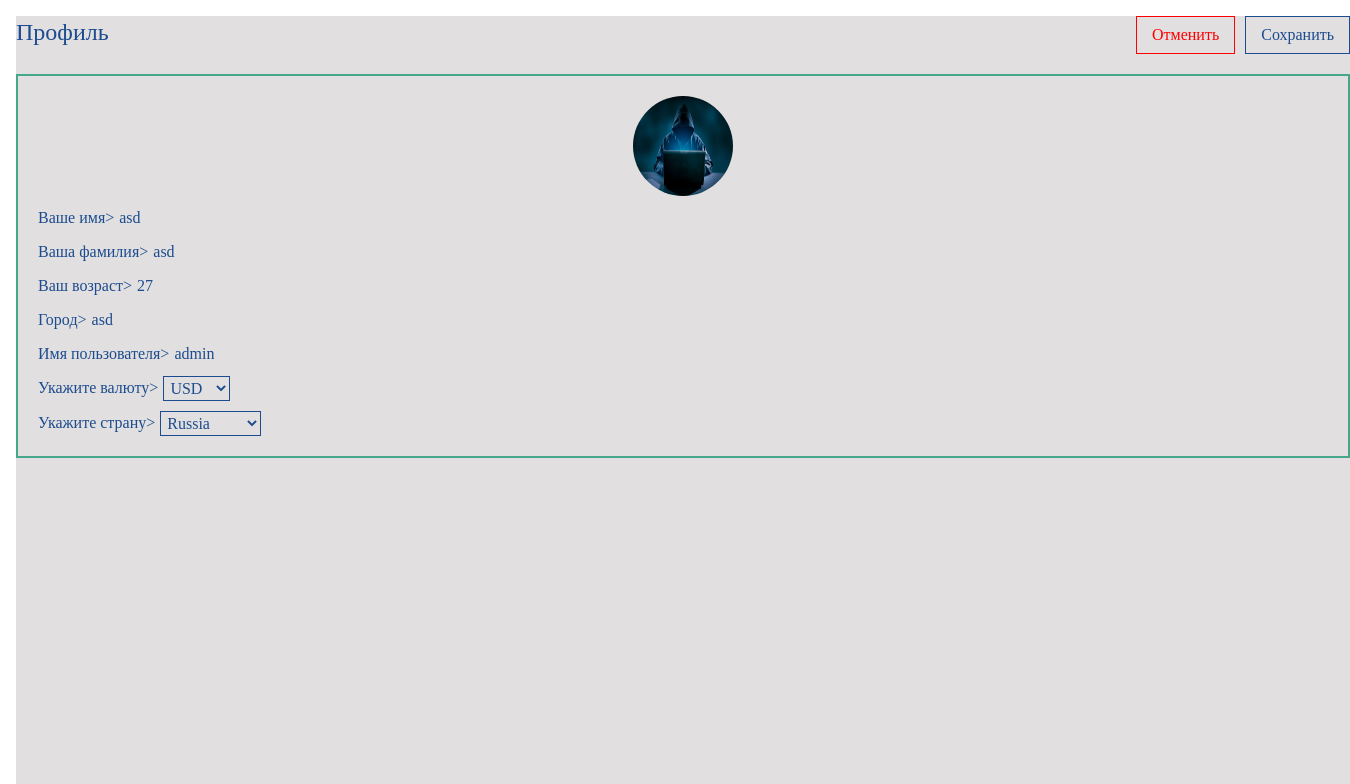 Профиль
Отменить
Сохранить
Ваше имя> asd
Ваша фамилия> asd
Ваш возраст> 27
Город> asd
Имя пользователя> admin
Укажите валюту> USD
Укажите страну> Russia